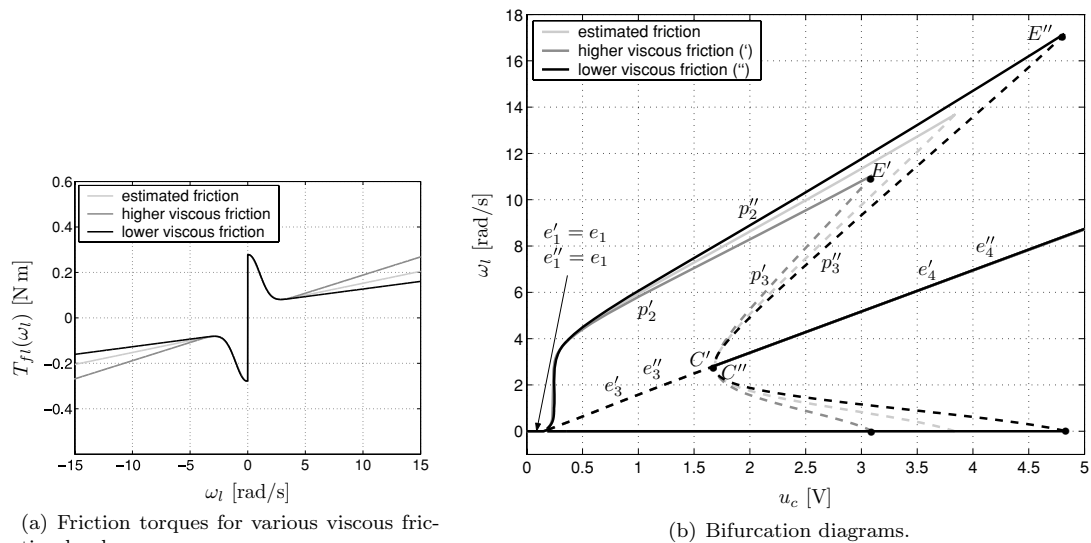 0.6
0.4
0.2
0
−0.2
−0.4
T_{fl}(ω_l) [N m]
estimated friction
higher viscous friction
lower viscous friction
−15 −10 −5 0 5 10 15
ω_l [rad/s]
(a) Friction torques for various viscous fric-
18
16
14
12
10
8
6
4
2
0
ω_l [rad/s]
estimated friction
higher viscous friction (‘)
lower viscous friction (“)
E′′
E′
p′′_2
e′_1 = e_1
e′′_1 = e_1
p′_3
p′′_3
e′_4
e′′_4
p′_2
C′
C′′
e′_3
e′′_3
0 0.5 1 1.5 2 2.5 3 3.5 4 4.5 5
u_c [V]
(b) Bifurcation diagrams.